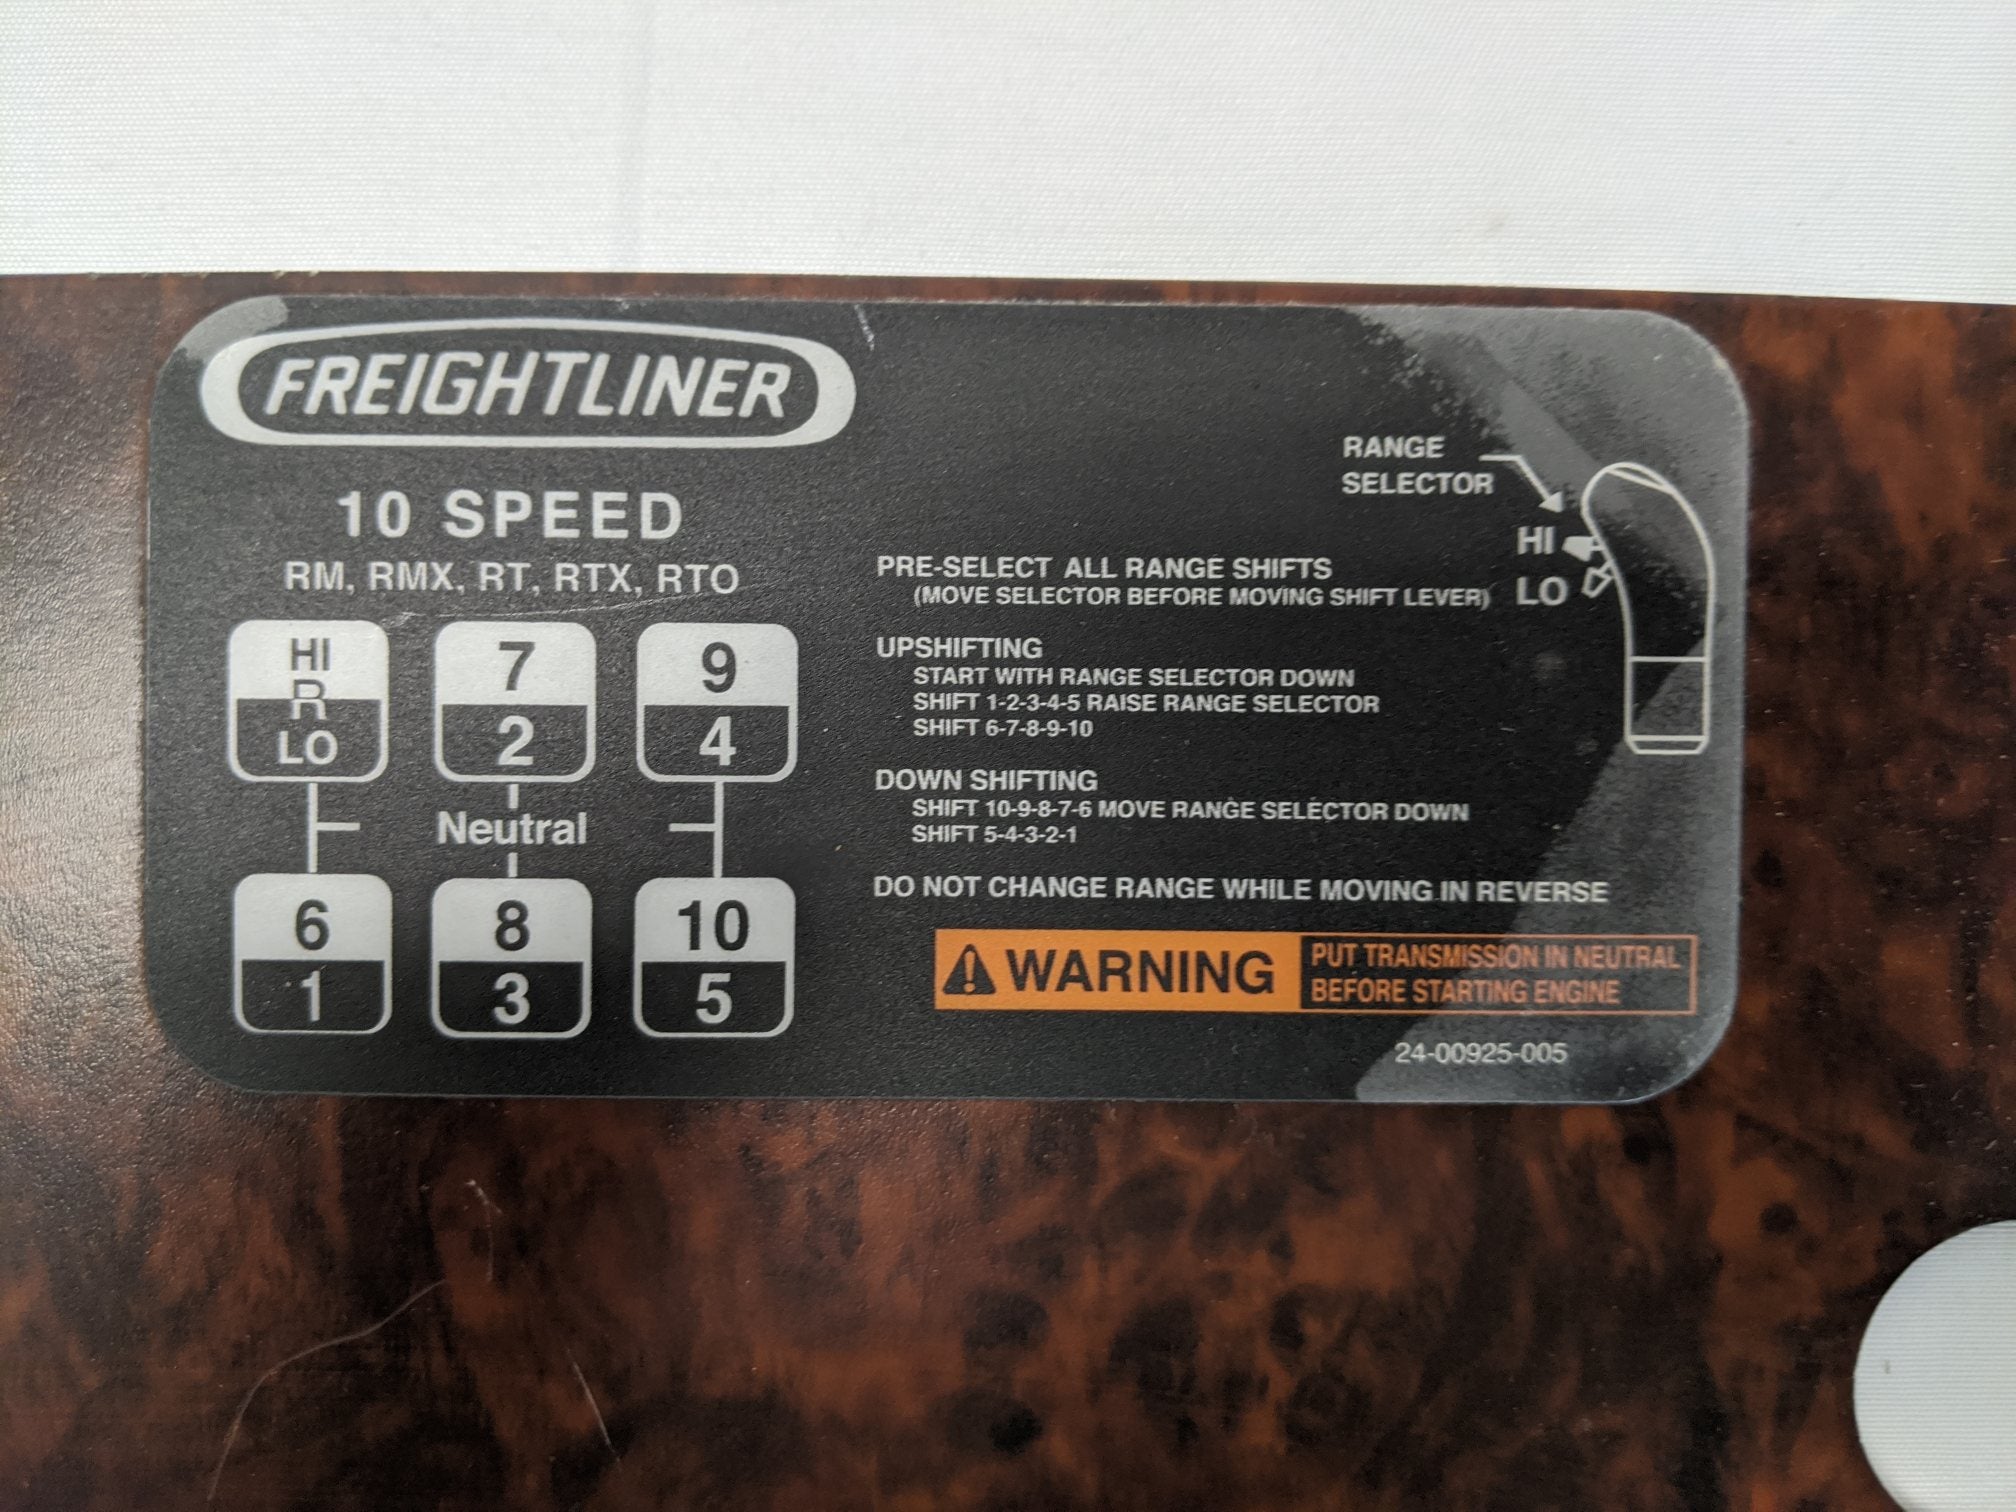 FREIGHTLINER
10 SPEED
RM, RMX, RT, RTX, RTO
HI
R
LO
7
2
9
4
Neutral
6
1
8
3
10
5
RANGE
SELECTOR
HI
LO
PRE-SELECT ALL RANGE SHIFTS
(MOVE SELECTOR BEFORE MOVING SHIFT LEVER)
UPSHIFTING
START WITH RANGE SELECTOR DOWN
SHIFT 1-2-3-4-5 RAISE RANGE SELECTOR
SHIFT 6-7-8-9-10
DOWN SHIFTING
SHIFT 10-9-8-7-6 MOVE RANGE SELECTOR DOWN
SHIFT 5-4-3-2-1
DO NOT CHANGE RANGE WHILE MOVING IN REVERSE
WARNING
PUT TRANSMISSION IN NEUTRAL
BEFORE STARTING ENGINE
24-00925-005